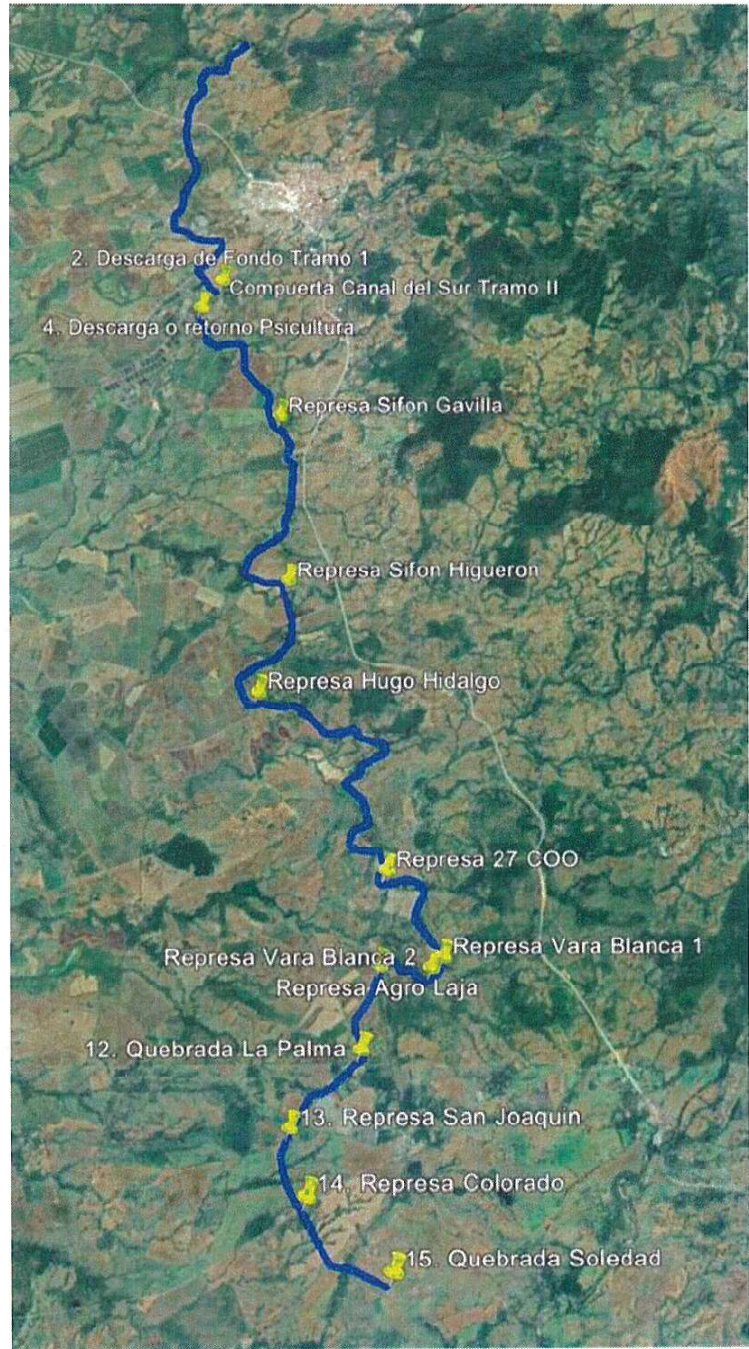 2. Descarga de Fondo Tramo 1
Compuerta Canal del Sur Tramo II
4. Descarga o retorno Psicultura
Represa Sifon Gavilla
Represa Sifon Higueron
Represa Hugo Hidalgo
Represa 27 COO
Represa Vara Blanca 1
Represa Vara Blanca 2
Represa Agro Laja
12. Quebrada La Palma
13. Represa San Joaquin
14. Represa Colorado
15. Quebrada Soledad